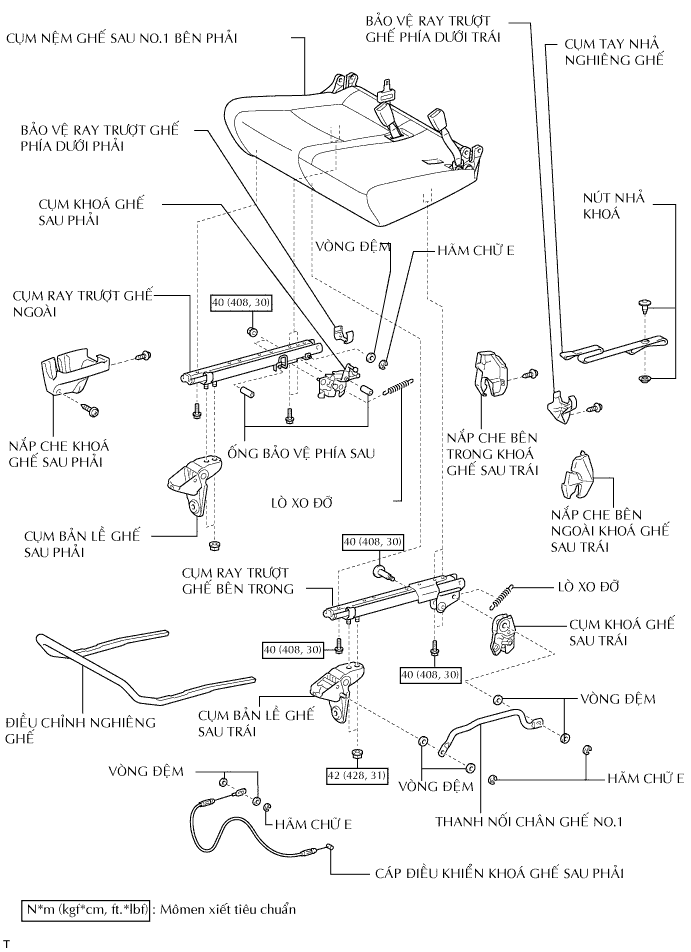 BẢO VỆ RAY TRƯỢT
GHẾ PHÍA DƯỚI TRÁI
CỤM NỆM GHẾ SAU NO.1 BÊN PHẢI
CỤM TAY NHẢ
NGHIÊNG GHẾ
BẢO VỆ RAY TRƯỢT GHẾ
PHÍA DƯỚI PHẢI
CỤM KHOÁ GHẾ
SAU PHẢI
NÚT NHẢ
KHOÁ
VÒNG ĐỆM
HÃM CHỮ E
CỤM RAY TRƯỢT GHẾ
NGOÀI
40 (408, 30)
NẮP CHE KHOÁ
GHẾ SAU PHẢI
ỐNG BẢO VỆ PHÍA SAU
NẮP CHE BÊN
TRONG KHOÁ
GHẾ SAU TRÁI
LÒ XO ĐỠ
NẮP CHE BÊN
NGOÀI KHOÁ GHẾ
SAU TRÁI
CỤM BẢN LỀ GHẾ
SAU PHẢI
40 (408, 30)
CỤM RAY TRƯỢT
GHẾ BÊN TRONG
LÒ XO ĐỠ
CỤM KHOÁ GHẾ
SAU TRÁI
40 (408, 30)
40 (408, 30)
VÒNG ĐỆM
ĐIỀU CHỈNH NGHIÊNG
GHẾ
CỤM BẢN LỀ GHẾ
SAU TRÁI
VÒNG ĐỆM
42 (428, 31)
VÒNG ĐỆM
HÃM CHỮ E
HÃM CHỮ E
THANH NỐI CHÂN GHẾ NO.1
CÁP ĐIỀU KHIỂN KHOÁ GHẾ SAU PHẢI
N*m (kgf*cm, ft.*lbf) : Mômen xiết tiêu chuẩn
T